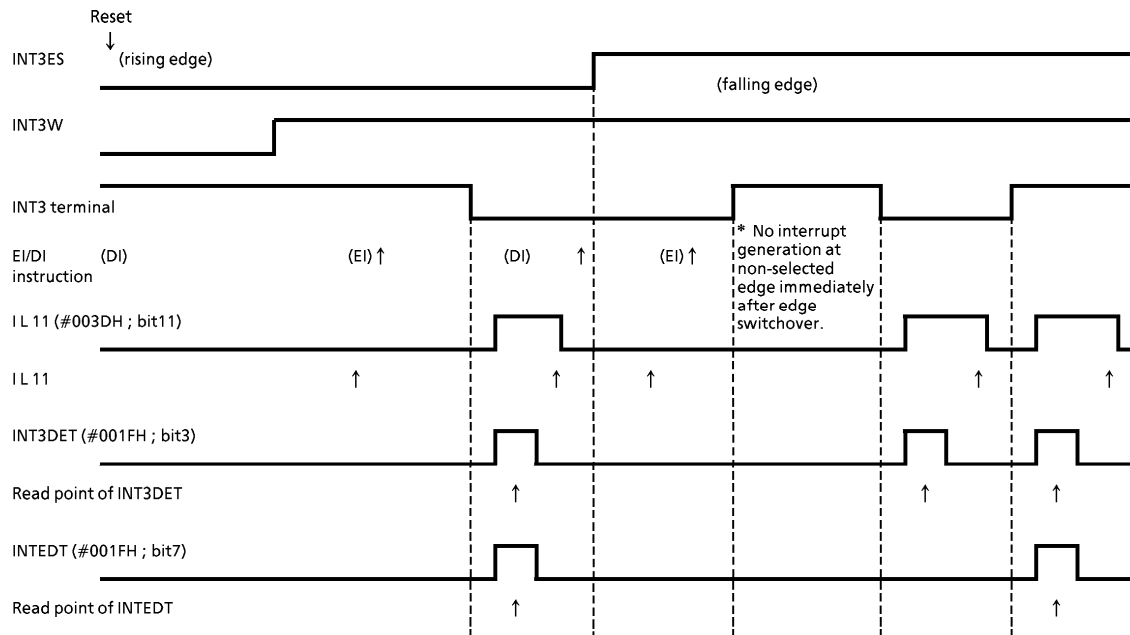 Reset
INT3ES
(rising edge)
(falling edge)
INT3W
INT3 terminal
EI/DI (DI) (EI) (DI) (EI)
instruction
* No interrupt
generation at
non-selected
edge immediately
after edge
switchover.
I L 11 (#003DH ; bit11)
I L 11
INT3DET (#001FH ; bit3)
Read point of INT3DET
INTEDT (#001FH ; bit7)
Read point of INTEDT